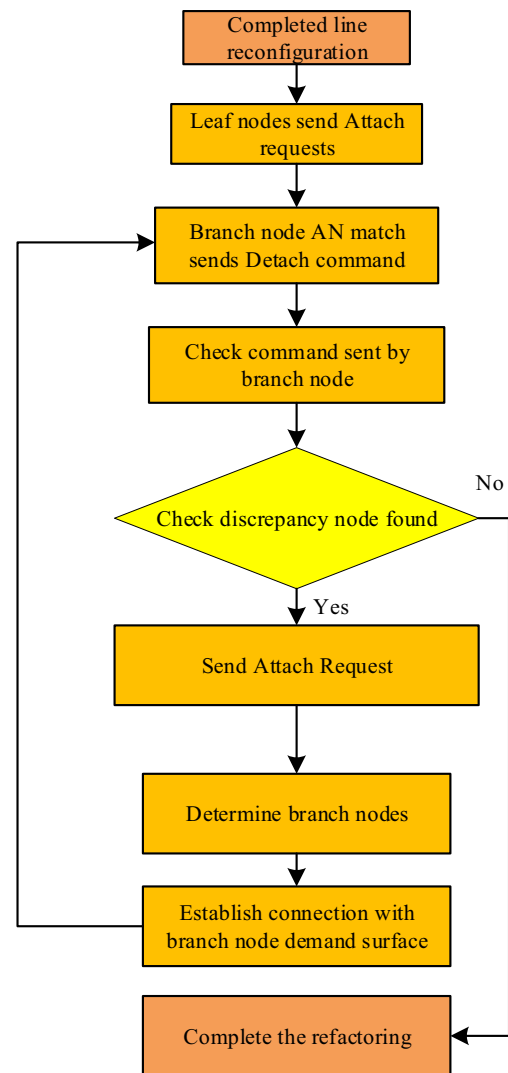 Completed line
reconfiguration
Leaf nodes send Attach
requests
Branch node AN match
sends Detach command
Check command sent by
branch node
Check discrepancy node found
No
Yes
Send Attach Request
Determine branch nodes
Establish connection with
branch node demand surface
Complete the refactoring